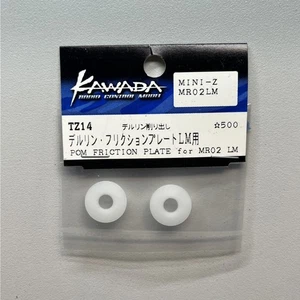 KAWADA
RADIO CONTROL MODEL
MINI-Z
MR02LM
TZ14 デルリン削り出し ☆500
デルリン・フリクションプレートLM用
POM FRICTION PLATE for MR02 LM